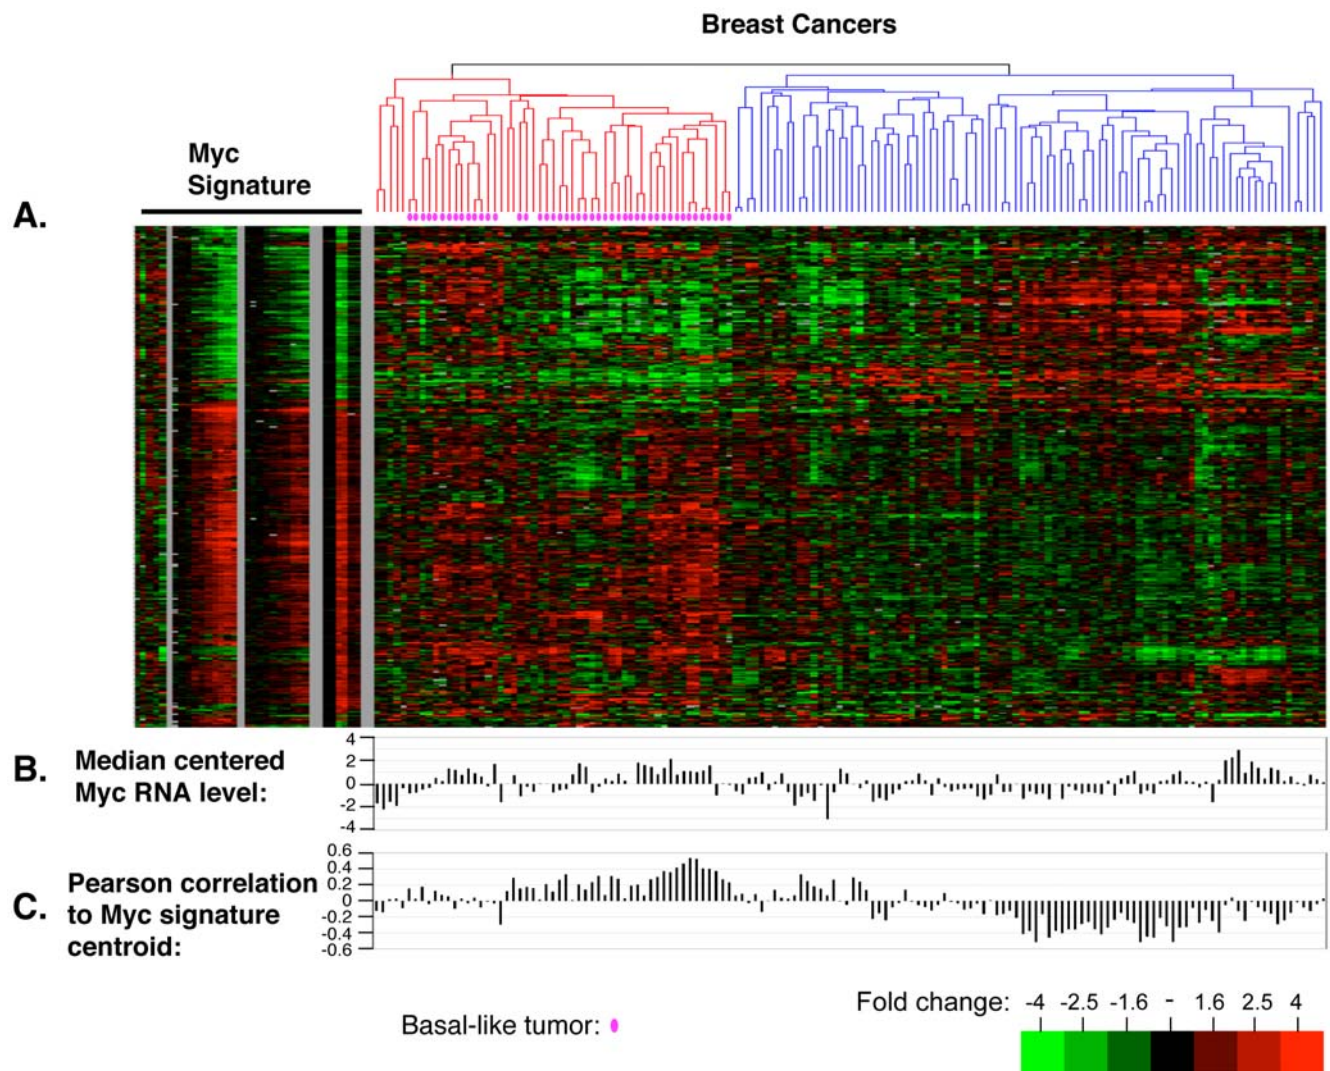 Breast Cancers
Myc
Signature
A.
B.
Median centered
Myc RNA level:
4
2
0
-2
-4
C.
Pearson correlation
to Myc signature
centroid:
0.6
0.4
0.2
0
-0.2
-0.4
-0.6
Basal-like tumor:
Fold change: -4 -2.5 -1.6 - 1.6 2.5 4